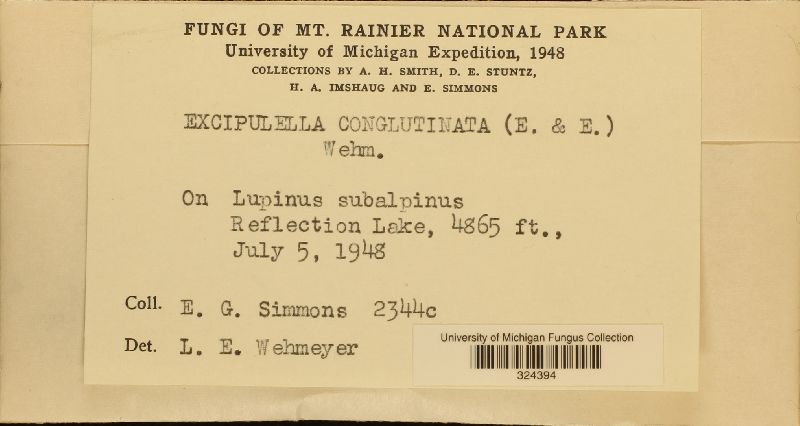 FUNGI OF MT. RAINIER NATIONAL PARK
University of Michigan Expedition, 1948
COLLECTIONS BY A. H. SMITH, D. E. STUNTZ,
H. A. IMSHAUG AND E. SIMMONS
EXCIPULELLA CONGLUTINATA (E. & E.)
Wehm.
On Lupinus subalpinus
Reflection Lake, 4865 ft.,
July 5, 1948
Coll. E. G. Simmons 2344c
Det. L. E. Wehmeyer
University of Michigan Fungus Collection
324394